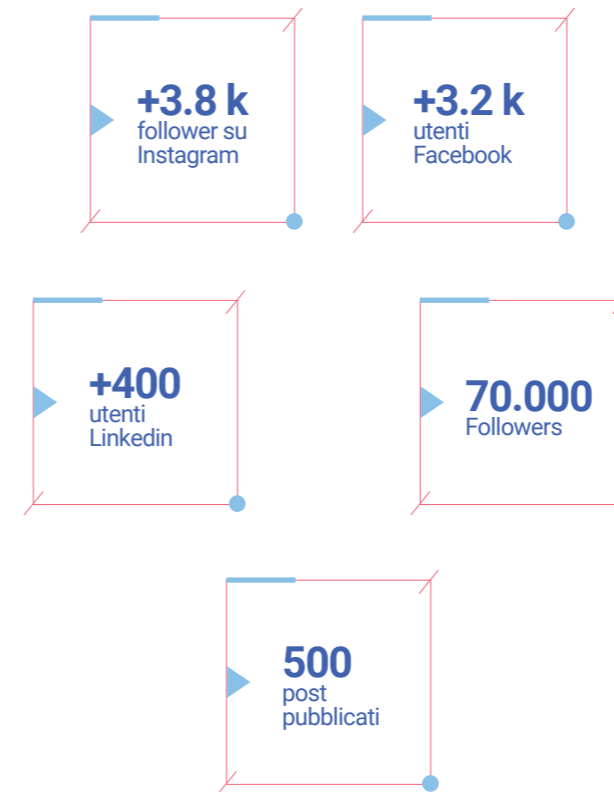 +3.8 k
follower su
Instagram
+3.2 k
utenti
Facebook
+400
utenti
Linkedin
70.000
Followers
500
post
pubblicati